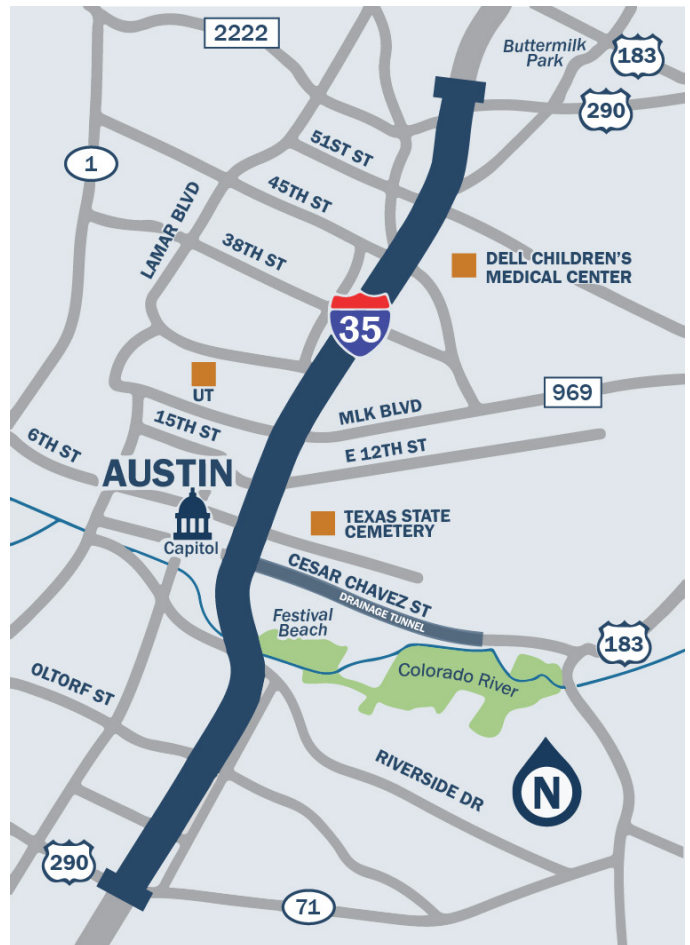 2222
Buttermilk
Park
183
290
51ST ST
1
45TH ST
LAMAR BLVD
38TH ST
DELL CHILDREN'S
MEDICAL CENTER
35
UT
969
MLK BLVD
15TH ST
6TH ST
E 12TH ST
AUSTIN
TEXAS STATE
CEMETERY
Capitol
CESAR CHAVEZ ST
DRAINAGE TUNNEL
Festival
Beach
183
Colorado River
OLTORF ST
RIVERSIDE DR
N
290
71